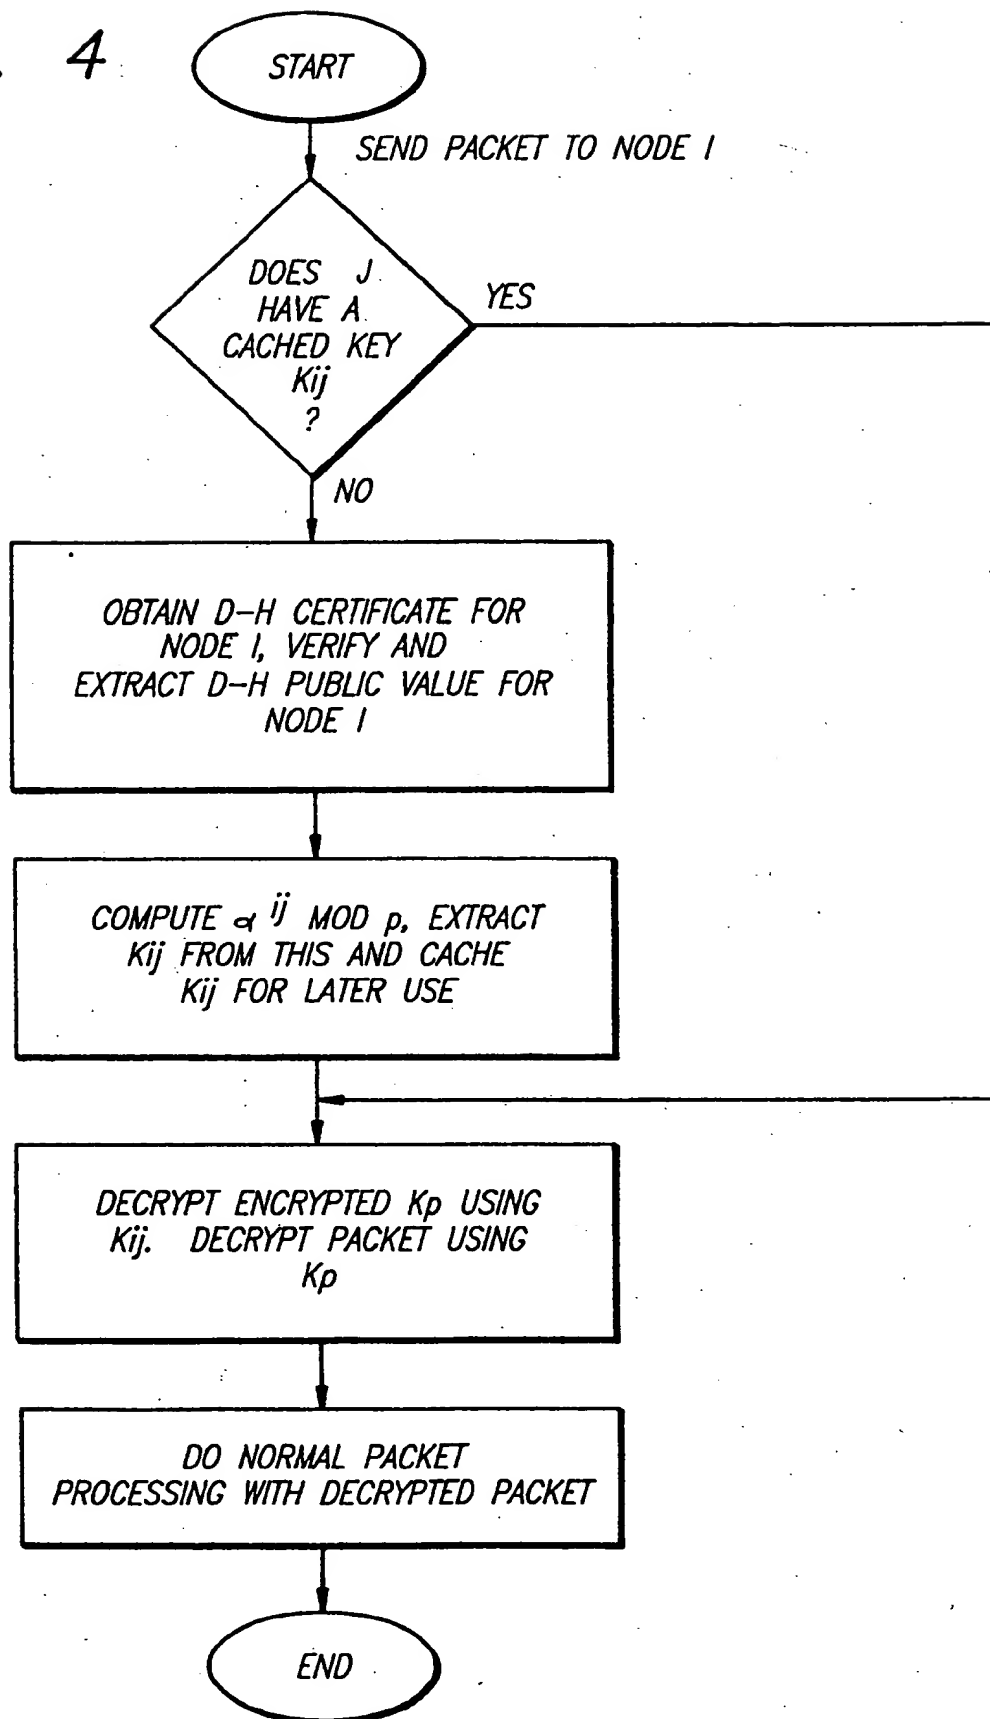 4
START
SEND PACKET TO NODE I
DOES J
HAVE A
CACHED KEY
Kij
?
YES
NO
OBTAIN D-H CERTIFICATE FOR
NODE I, VERIFY AND
EXTRACT D-H PUBLIC VALUE FOR
NODE I
COMPUTE α ij MOD p, EXTRACT
Kij FROM THIS AND CACHE
Kij FOR LATER USE
DECRYPT ENCRYPTED Kp USING
Kij. DECRYPT PACKET USING
Kp
DO NORMAL PACKET
PROCESSING WITH DECRYPTED PACKET
END